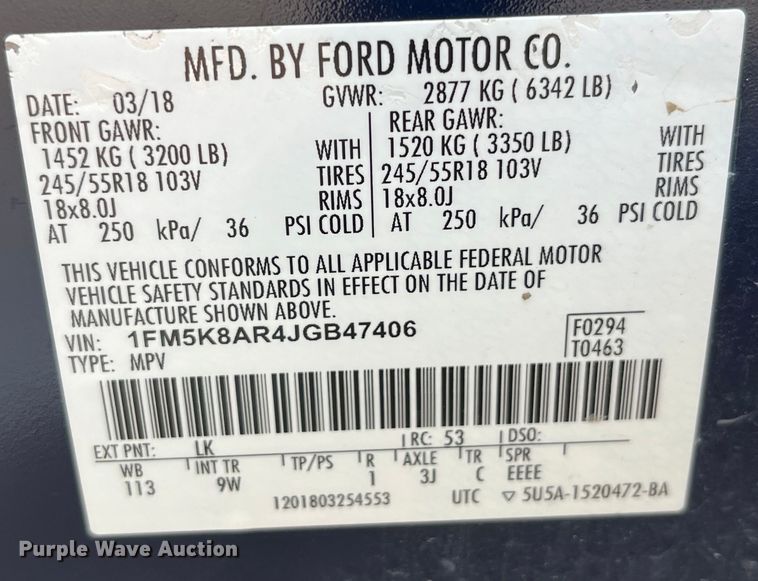 MFD. BY FORD MOTOR CO.
DATE: 03/18 GVWR: 2877 KG ( 6342 LB)
FRONT GAWR: REAR GAWR:
1452 KG ( 3200 LB) WITH 1520 KG ( 3350 LB) WITH
245/55R18 103V TIRES 245/55R18 103V TIRES
18x8.0J RIMS 18x8.0J RIMS
AT 250 kPa/ 36 PSI COLD AT 250 kPa/ 36 PSI COLD
THIS VEHICLE CONFORMS TO ALL APPLICABLE FEDERAL MOTOR
VEHICLE SAFETY STANDARDS IN EFFECT ON THE DATE OF
MANUFACTURE SHOWN ABOVE.
VIN: 1FM5K8AR4JGB47406 F0294
TYPE: MPV T0463
EXT PNT: LK RC: 53 DSO:
WB INT TR TP/PS R AXLE TR SPR
113 9W 1 3J C EEEE
1201803254553 UTC ▽ 5U5A-1520472-BA
Purple Wave Auction